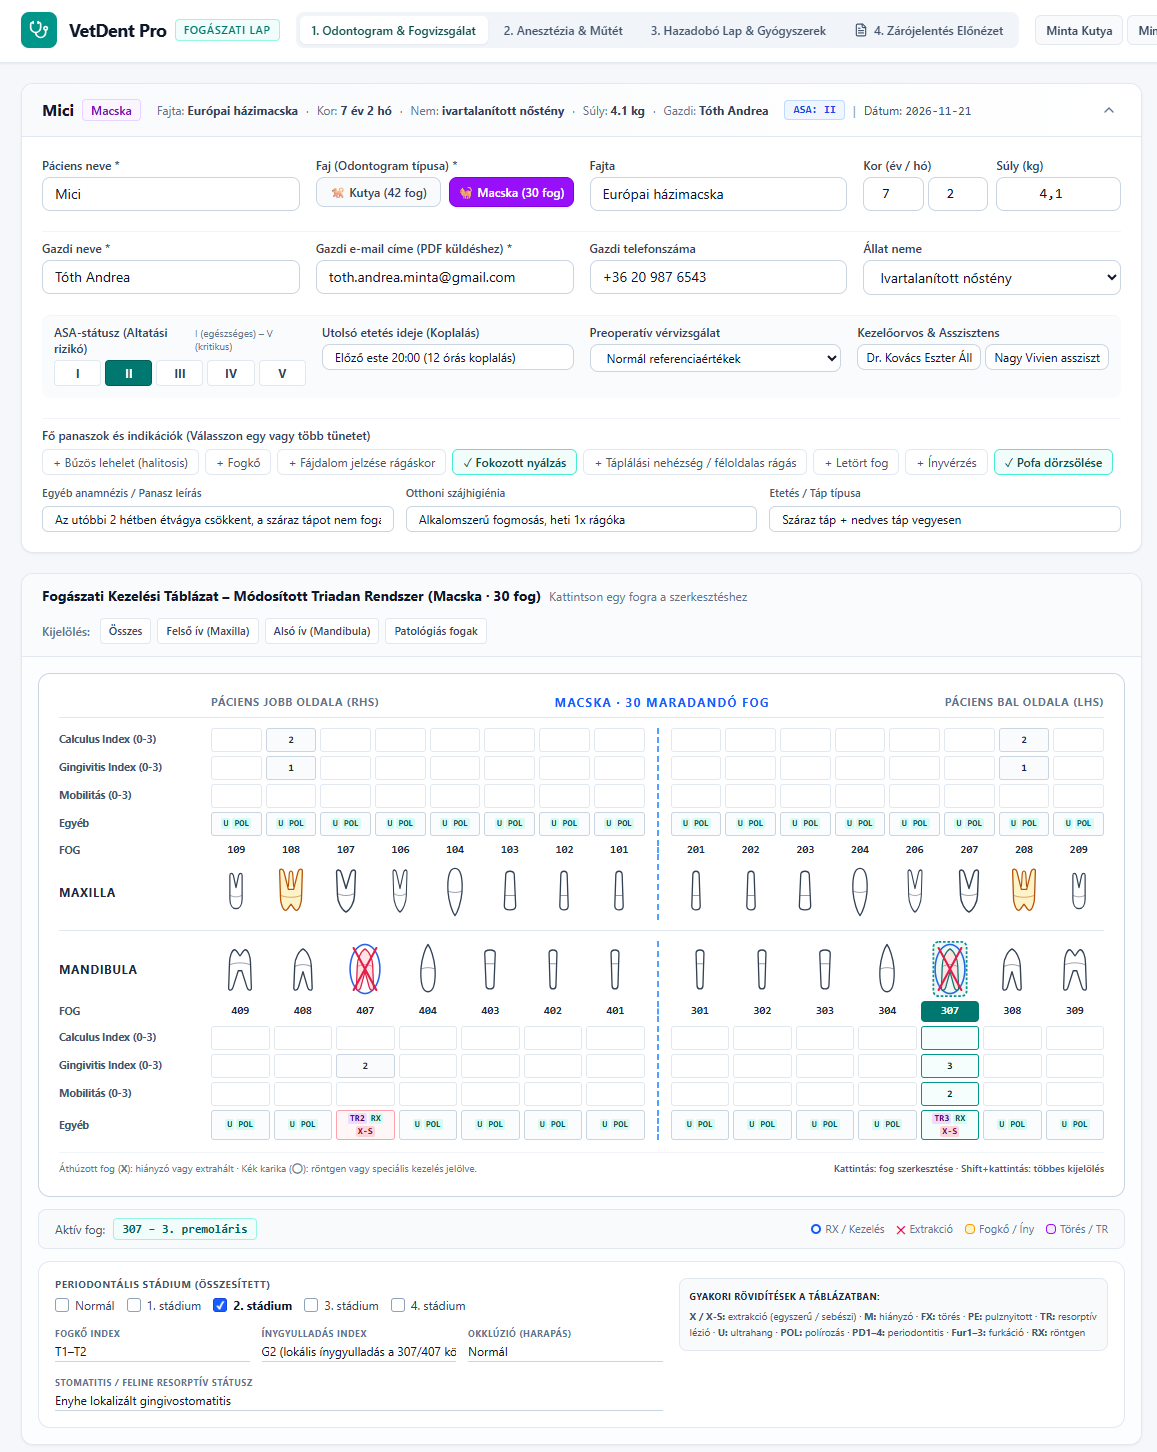 VetDent Pro FOGÁSZATI LAP 1. Odontogram & Fogvizsgálat 2. Anesztézia & Műtét 3. Hazadobó Lap & Gyógyszerek 4. Zárójelentés Előnézet Minta Kutya Min
Mici Macska Fajta: Európai házimacska · Kor: 7 év 2 hó · Nem: ivartalanított nőstény · Súly: 4.1 kg · Gazdi: Tóth Andrea ASA: II | Dátum: 2026-11-21
Páciens neve * Faj (Odontogram típusa) * Fajta Kor (év / hó) Súly (kg)
Mici Kutya (42 fog) Macska (30 fog) Európai házimacska 7 2 4,1
Gazdi neve * Gazdi e-mail címe (PDF küldéshez) * Gazdi telefonszáma Állat neme
Tóth Andrea toth.andrea.minta@gmail.com +36 20 987 6543 Ivartalanított nőstény
ASA-státusz (Altatási rizikó) I (egészséges) – V (kritikus) Utolsó etetés ideje (Koplalás) Preoperatív vérvizsgálat Kezelőorvos & Asszisztens
I II III IV V Előző este 20:00 (12 órás koplalás) Normál referenciaértékek Dr. Kovács Eszter Áll Nagy Vivien assziszt
Fő panaszok és indikációk (Válasszon egy vagy több tünetet)
+ Bűzös lehelet (halitosis) + Fogkő + Fájdalom jelzése rágáskor ✓ Fokozott nyálzás + Táplálási nehézség / féloldalas rágás + Letört fog + Ínyvérzés ✓ Pofa dörzsölése
Egyéb anamnézis / Panasz leírás Otthoni szájhigiénia Etetés / Táp típusa
Az utóbbi 2 hétben étvágya csökkent, a száraz tápot nem foga Alkalomszerű fogmosás, heti 1x rágóka Száraz táp + nedves táp vegyesen
Fogászati Kezelési Táblázat – Módosított Triadan Rendszer (Macska · 30 fog) Kattintson egy fogra a szerkesztéshez
Kijelölés: Összes Felső ív (Maxilla) Alsó ív (Mandibula) Patológiás fogak
PÁCIENS JOBB OLDALA (RHS) MACSKA · 30 MARADANDÓ FOG PÁCIENS BAL OLDALA (LHS)
Calculus Index (0-3) 2 2
Gingivitis Index (0-3) 1 1
Mobilitás (0-3)
Egyéb U POL U POL U POL U POL U POL U POL U POL U POL U POL U POL U POL U POL U POL U POL U POL U POL
FOG 109 108 107 106 104 103 102 101 201 202 203 204 206 207 208 209
MAXILLA
MANDIBULA
FOG 409 408 407 404 403 402 401 301 302 303 304 307 308 309
Calculus Index (0-3)
Gingivitis Index (0-3) 2 3
Mobilitás (0-3) 2
Egyéb U POL U POL TR2 RX X-S U POL U POL U POL U POL U POL U POL U POL U POL TR3 RX X-S U POL U POL
Áthúzott fog (X): hiányzó vagy extrahált · Kék karika (◯): röntgen vagy speciális kezelés jelölve. Kattintás: fog szerkesztése · Shift+kattintás: többes kijelölés
Aktív fog: 307 – 3. premoláris RX / Kezelés Extrakció Fogkő / Íny Törés / TR
PERIODONTÁLIS STÁDIUM (ÖSSZESÍTETT)
Normál 1. stádium 2. stádium 3. stádium 4. stádium
FOGKŐ INDEX ÍNYGYULLADÁS INDEX OKKLÚZIÓ (HARAPÁS)
T1–T2 G2 (lokális ínygyulladás a 307/407 kö Normál
STOMATITIS / FELINE RESORPTÍV STÁTUSZ
Enyhe lokalizált gingivostomatitis
GYAKORI RÖVIDÍTÉSEK A TÁBLÁZATBAN:
X / X-S: extrakció (egyszerű / sebészi) · M: hiányzó · FX: törés · PE: pulznyitott · TR: resorptív
lézió · U: ultrahang · POL: polírozás · PD1–4: periodontitis · Fur1–3: furkáció · RX: röntgen